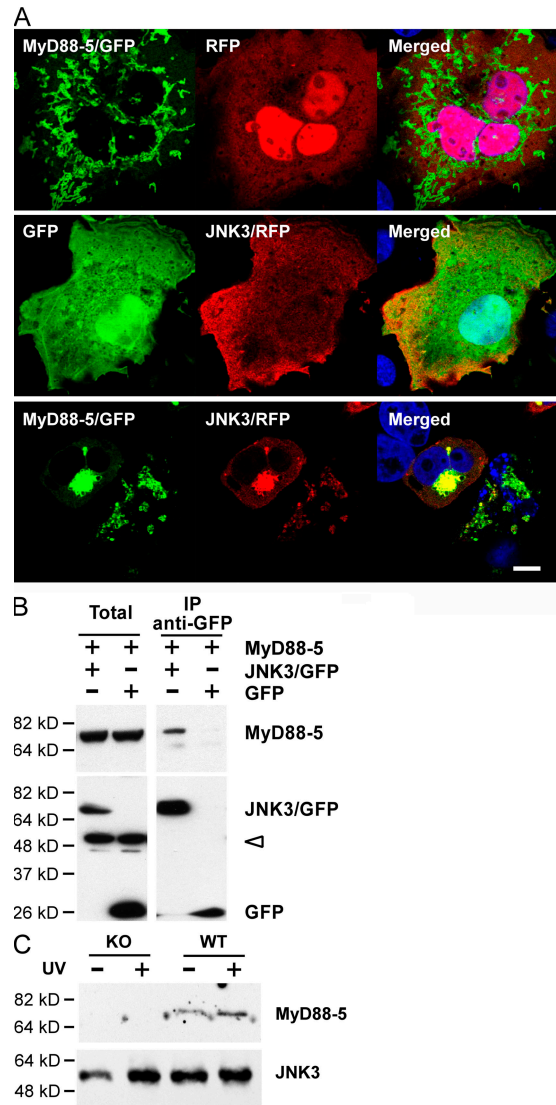 A
MyD88-5/GFP RFP Merged
GFP JNK3/RFP Merged
MyD88-5/GFP JNK3/RFP Merged
B
Total IP anti-GFP
+ + + + MyD88-5
+ - + - JNK3/GFP
- + - + GFP
82 kD
64 kD
MyD88-5
82 kD
64 kD
48 kD
37 kD
26 kD
JNK3/GFP
GFP
C
KO WT
UV - + - +
82 kD
64 kD
MyD88-5
64 kD
48 kD
JNK3